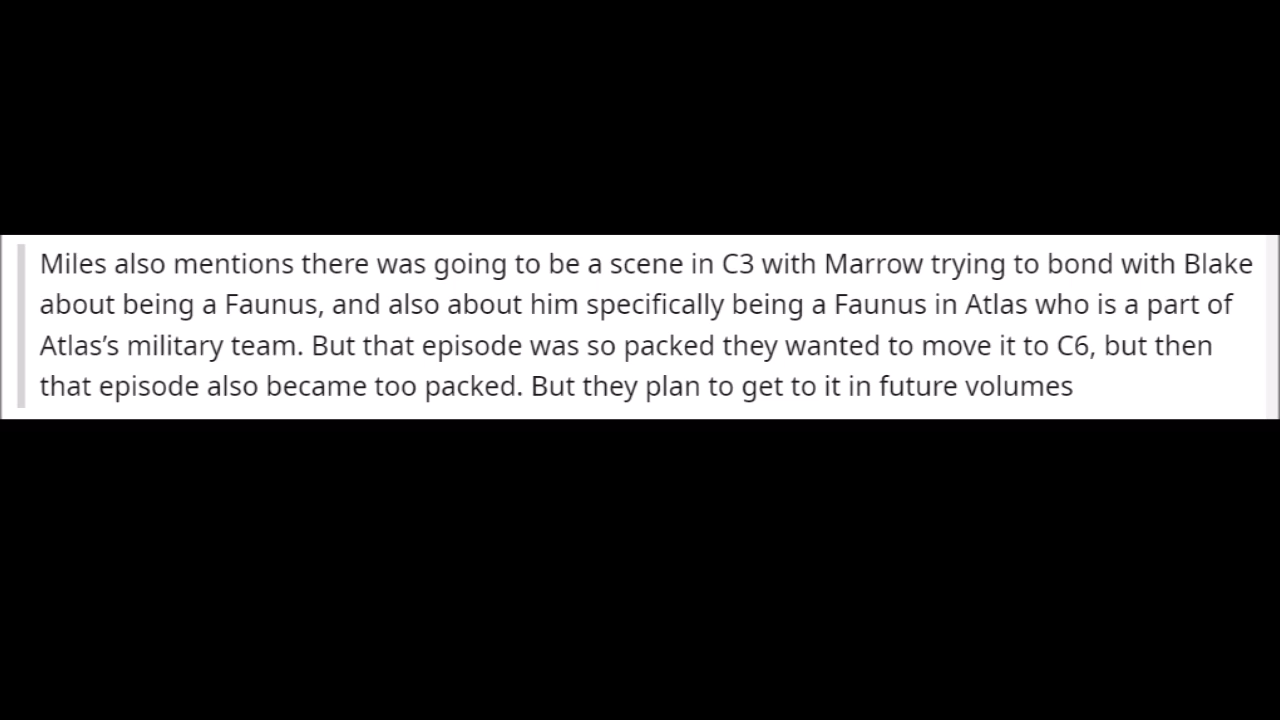 Miles also mentions there was going to be a scene in C3 with Marrow trying to bond with Blake
about being a Faunus, and also about him specifically being a Faunus in Atlas who is a part of
Atlas’s military team. But that episode was so packed they wanted to move it to C6, but then
that episode also became too packed. But they plan to get to it in future volumes